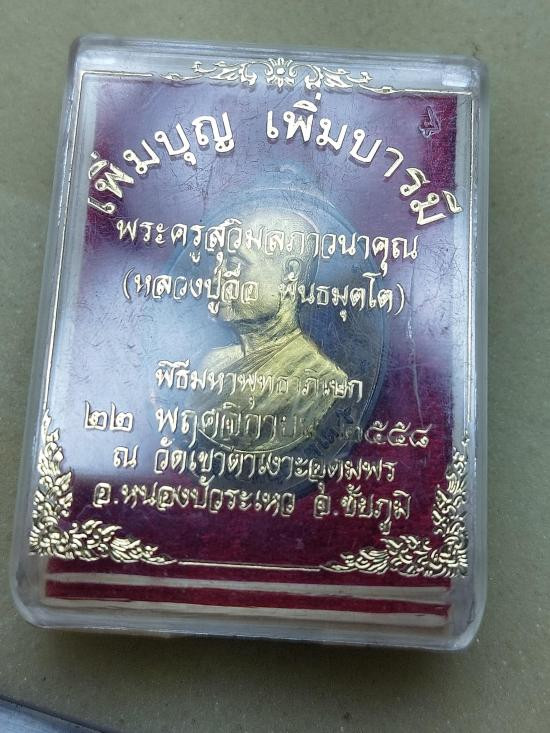 เพิ่มบุญ เพิ่มบารมี
พระครูสุวิมลภาวนาคุณ
(หลวงปู่อือ พันธมุตโต)
พิธีมหาพุทธาภิเษก
๒๒ พฤศจิกายน ๒๕๕๘
ณ วัดเขาตาเงาะอุดมพร
อ.หนองบัวระเหว จ.ชัยภูมิ